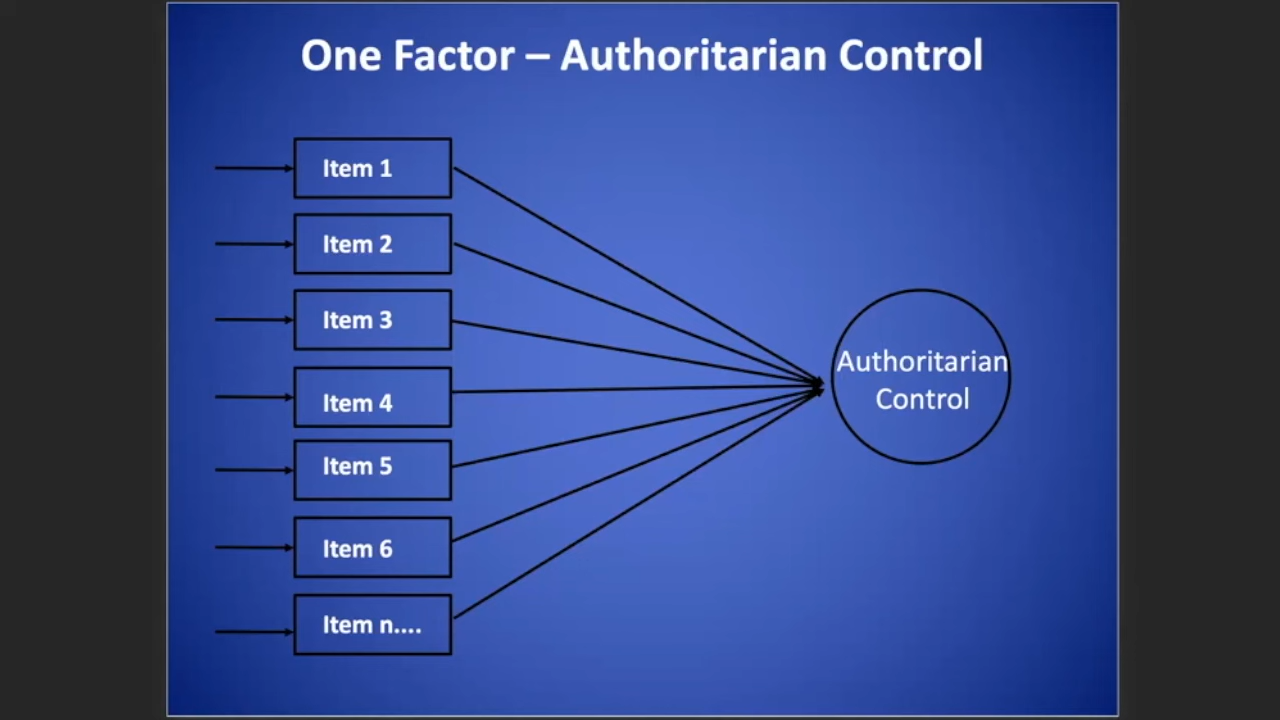 One Factor – Authoritarian Control
Item 1
Item 2
Item 3
Item 4
Item 5
Item 6
Item n....
Authoritarian
Control